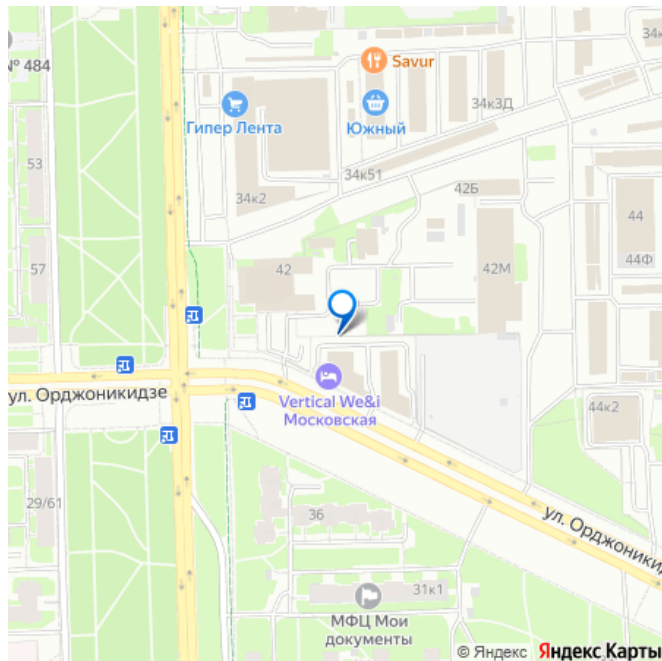 34к
Savur
№ 484
34к3Д
Гипер Лента
Южный
53
34к51
42Б
34к2
44
57
42
42М
44Ф
ул. Орджоникидзе
Vertical We&i
Московская
44к2
29/61
36
ул. Орджоники
31к1
МФЦ Мои
документы
© Яндекс Яндекс Карты